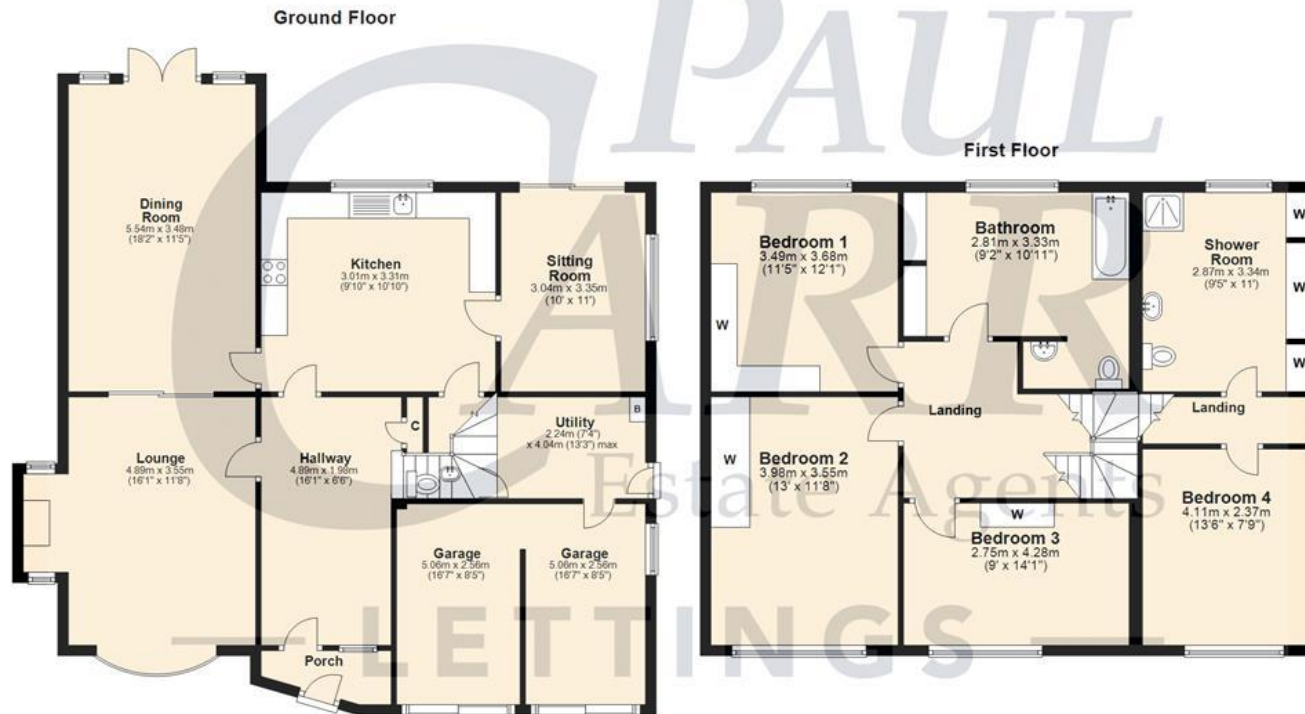 Ground Floor
PAUL
CARR
Estate Agents
LETTINGS
Dining
Room
5.54m x 3.48m
(18'2" x 11'5")
Kitchen
3.01m x 3.31m
(9'10" x 10'10")
Sitting
Room
3.04m x 3.35m
(10' x 11')
Lounge
4.89m x 3.55m
(16'1" x 11'8")
Hallway
4.89m x 1.98m
(16'1" x 6'6")
C
Utility
2.24m (7'4")
x 4.04m (13'3") max
B
Garage
5.06m x 2.56m
(16'7" x 8'5")
Garage
5.06m x 2.56m
(16'7" x 8'5")
Porch
First Floor
Bedroom 1
3.49m x 3.68m
(11'5" x 12'1")
W
Bathroom
2.81m x 3.33m
(9'2" x 10'11")
Shower
Room
2.87m x 3.34m
(9'5" x 11')
W
W
W
Landing
Landing
Bedroom 2
3.98m x 3.55m
(13' x 11'8")
W
Bedroom 3
2.75m x 4.28m
(9' x 14'1")
W
Bedroom 4
4.11m x 2.37m
(13'6" x 7'9")